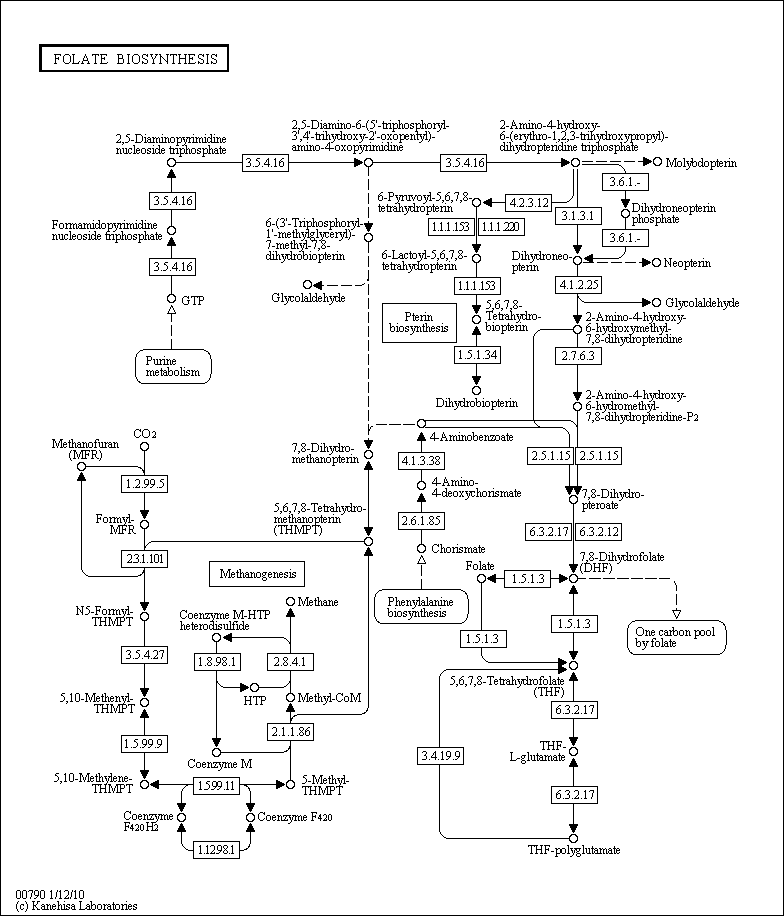 FOLATE BIOSYNTHESIS
2,5-Diaminopyrimidine
nucleoside triphosphate
2,5-Diamino-6-(5'-triphosphoryl-
3',4'-trihydroxy-2'-oxopentyl)-
amino-4-oxopyrimidine
2-Amino-4-hydroxy-
6-(erythro-1,2,3-
trihydroxypropyl)-
dihydropteridine triphosphate
3.5.4.16
3.5.4.16
Molybdopterin
3.5.4.16
3.6.1.-
Formamidopyrimidine
nucleoside triphosphate
6-Pyruvoyl-5,6,7,8-
tetrahydropterin
4.2.3.12
3.1.3.1
Dihydroneopterin
phosphate
6-(3'-Triphosphoryl-
1'-methylglyceryl)-
7-methyl-7,8-
dihydrobiopterin
1.1.1.153
1.1.1.220
3.6.1.-
3.5.4.16
6-Lactoyl-5,6,7,8-
tetrahydropterin
Dihydroneo-
pterin
Neopterin
GTP
Glycolaldehyde
1.1.1.153
4.1.2.25
Glycolaldehyde
Pterin
biosynthesis
5,6,7,8-
Tetrahydro-
biopterin
2-Amino-4-hydroxy-
6-hydroxymethyl-
7,8-dihydropteridine
Purine
metabolism
1.5.1.34
2.7.6.3
Dihydrobiopterin
2-Amino-4-hydroxy-
6-hydromethyl-
7,8-dihydropteridine-P2
CO2
Methanofuran
(MFR)
7,8-Dihydro-
methanopterin
4-Aminobenzoate
4.1.3.38
2.5.1.15
2.5.1.15
1.2.99.5
4-Amino-
4-deoxychorismate
7,8-Dihydro-
pteroate
Formyl-
MFR
5,6,7,8-Tetrahydro-
methanopterin
(THMPT)
2.6.1.85
6.3.2.17
6.3.2.12
2.3.1.101
Chorismate
7,8-Dihydrofolate
(DHF)
Methanogenesis
Folate
1.5.1.3
N5-Formyl-
THMPT
Coenzyme M-HTP
heterodisulfide
Methane
Phenylalanine
biosynthesis
1.5.1.3
1.5.1.3
One carbon pool
by folate
3.5.4.27
1.8.98.1
2.8.4.1
5,10-Methenyl-
THMPT
HTP
Methyl-CoM
5,6,7,8-Tetrahydrofolate
(THF)
6.3.2.17
2.1.1.86
1.5.99.9
Coenzyme M
3.4.19.9
THF-
L-glutamate
5,10-Methylene-
THMPT
1.5.99.11
5-Methyl-
THMPT
6.3.2.17
Coenzyme
F420H2
Coenzyme F420
1.12.98.1
THF-polyglutamate
00790 1/12/10
(c) Kanehisa Laboratories